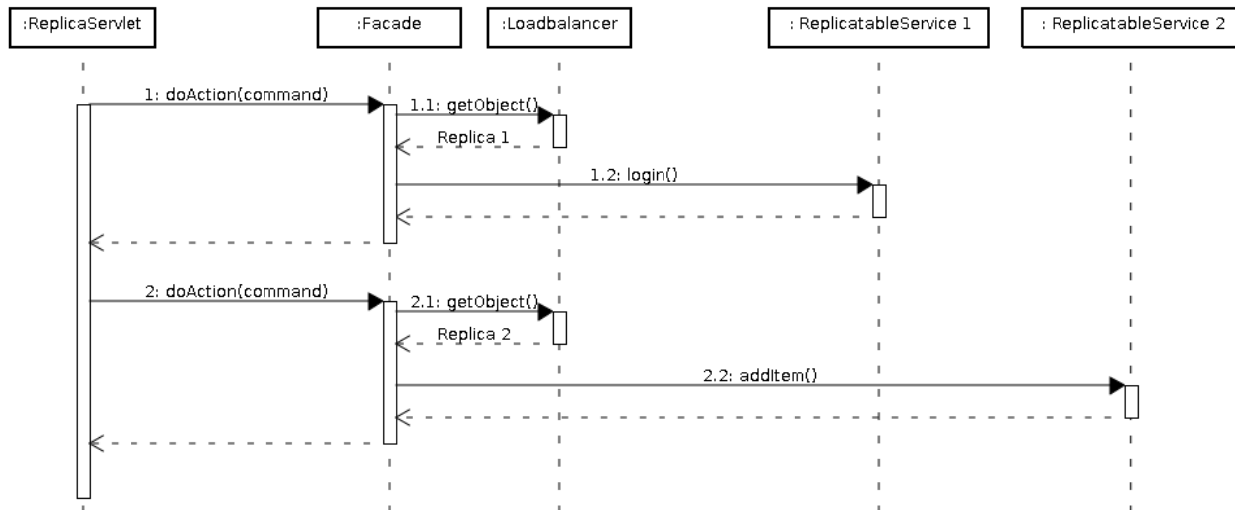 :ReplicaServlet
:Facade
:Loadbalancer
: ReplicatableService 1
: ReplicatableService 2
1: doAction(command)
1.1: getObject()
Replica 1
1.2: login()
2: doAction(command)
2.1: getObject()
Replica 2
2.2: addItem()